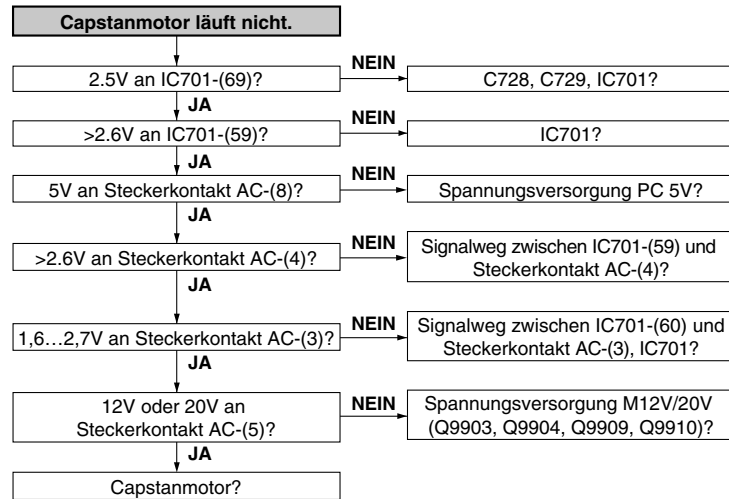 Capstanmotor läuft nicht.
2.5V an IC701-(69)?
NEIN
C728, C729, IC701?
JA
>2.6V an IC701-(59)?
NEIN
IC701?
JA
5V an Steckerkontakt AC-(8)?
NEIN
Spannungsversorgung PC 5V?
JA
>2.6V an Steckerkontakt AC-(4)?
NEIN
Signalweg zwischen IC701-(59) und
Steckerkontakt AC-(4)?
JA
1,6...2,7V an Steckerkontakt AC-(3)?
NEIN
Signalweg zwischen IC701-(60) und
Steckerkontakt AC-(3), IC701?
JA
12V oder 20V an
Steckerkontakt AC-(5)?
NEIN
Spannungsversorgung M12V/20V
(Q9903, Q9904, Q9909, Q9910)?
JA
Capstanmotor?